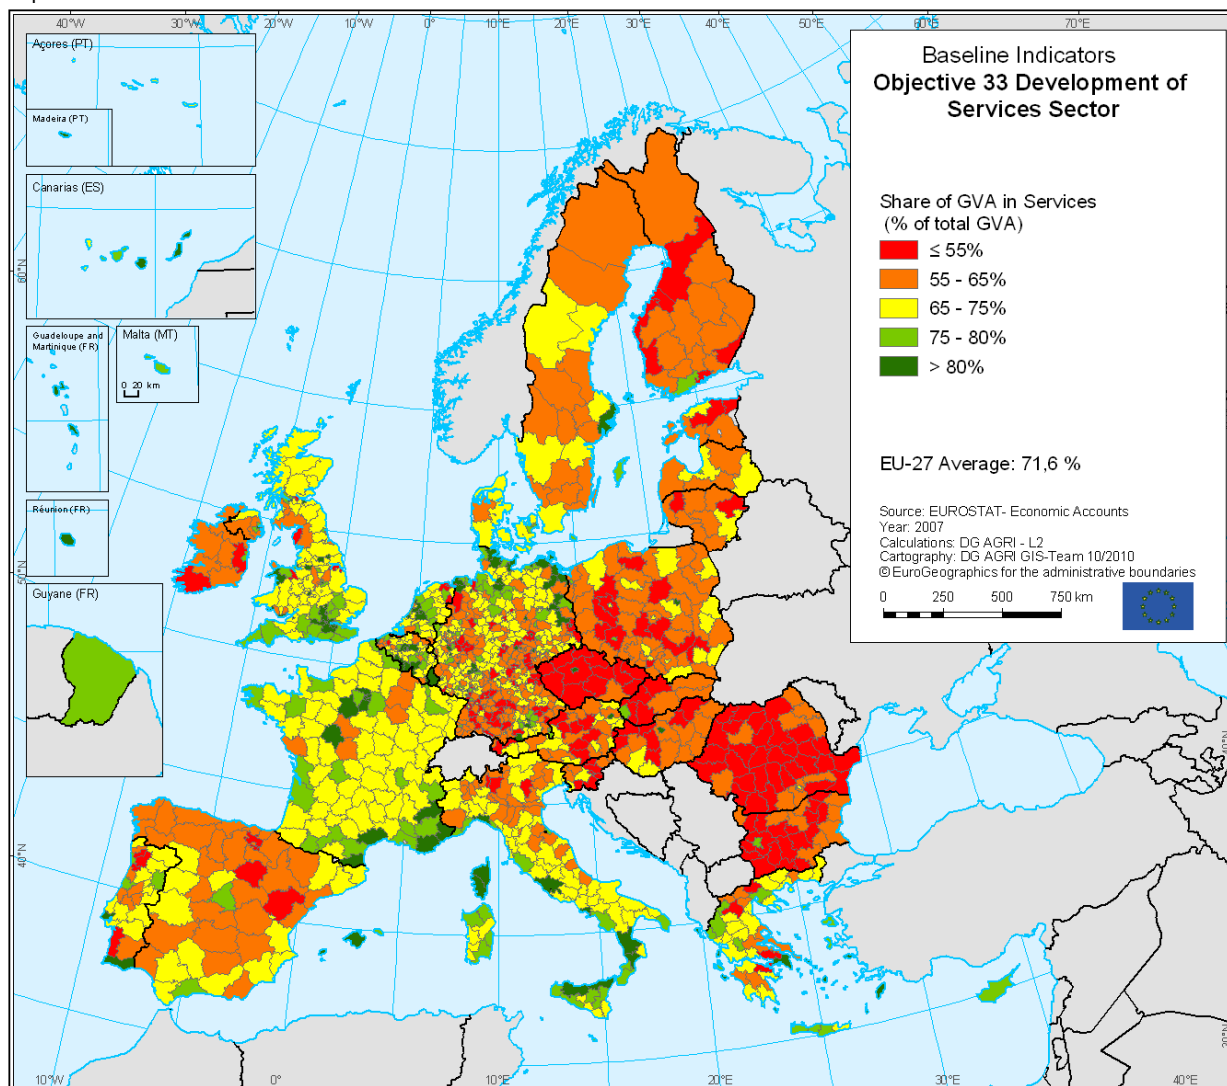 40°W
30°W
20°W
10°W
0°
10°E
20°E
30°E
40°E
50°E
60°E
70°E
Açores (PT)
Madeira (PT)
Canarias (ES)
Guadeloupe and
Martinique (FR)
Malta (MT)
0 20 km
Réunion (FR)
Guyane (FR)
Baseline Indicators
Objective 33 Development of
Services Sector
Share of GVA in Services
(% of total GVA)
≤ 55%
55 - 65%
65 - 75%
75 - 80%
> 80%
EU-27 Average: 71,6 %
Source: EUROSTAT- Economic Accounts
Year: 2007
Calculations: DG AGRI - L2
Cartography: DG AGRI GIS-Team 10/2010
© EuroGeographics for the administrative boundaries
0 250 500 750 km
60°N
50°N
40°N
40°N
30°N
10°W
0°
10°E
20°E
30°E
40°E